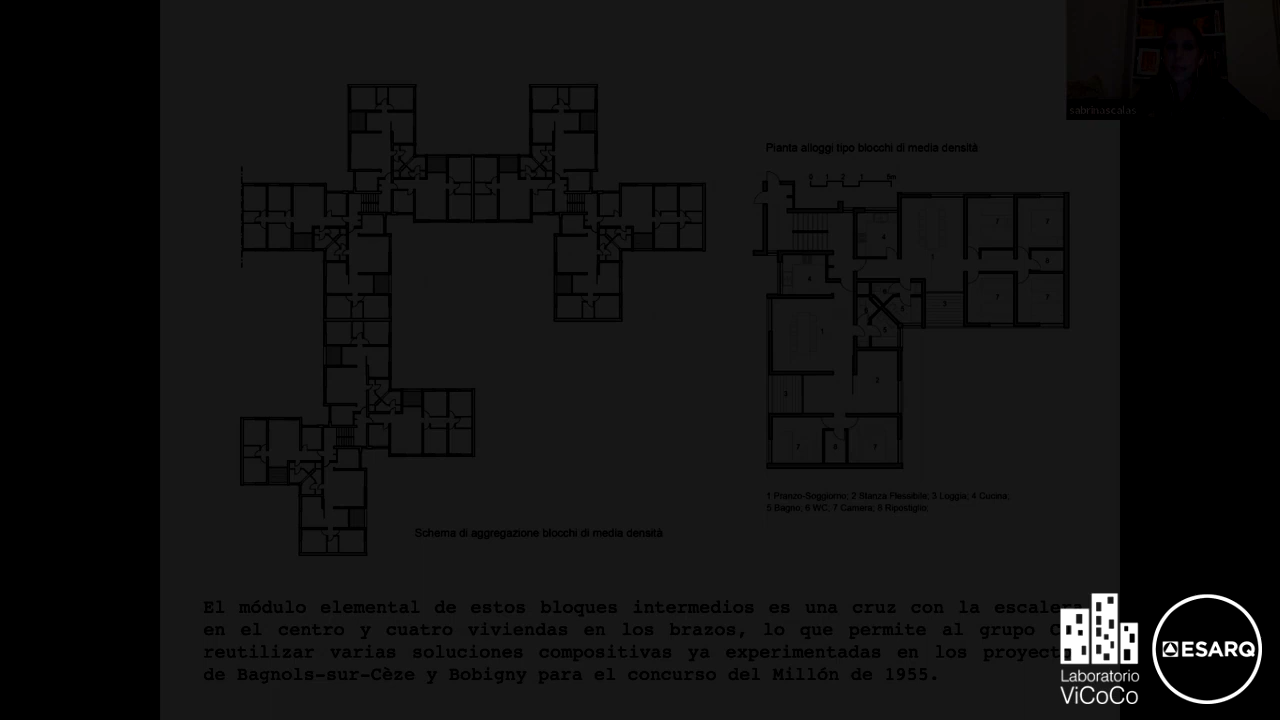 sabrinascalas
Pianta alloggi tipo blocchi di media densità
Schema di aggregazione blocchi di media densità
1 Pranzo-Soggiorno; 2 Stanza Flessibile; 3 Loggia; 4 Cucina,
5 Bagno, 6 WC, 7 Camera; 8 Ripostiglio;
El módulo elemental de estos bloques intermedios es una cruz con la
en el centro y cuatro viviendas en los brazos, lo que permite al grupo
reutilizar varias soluciones compositivas ya experimentadas en los
de Bagnols-sur-Cèze y Bobigny para el concurso del Millón de 1955.
Laboratorio
ViCoCo
ESARQ